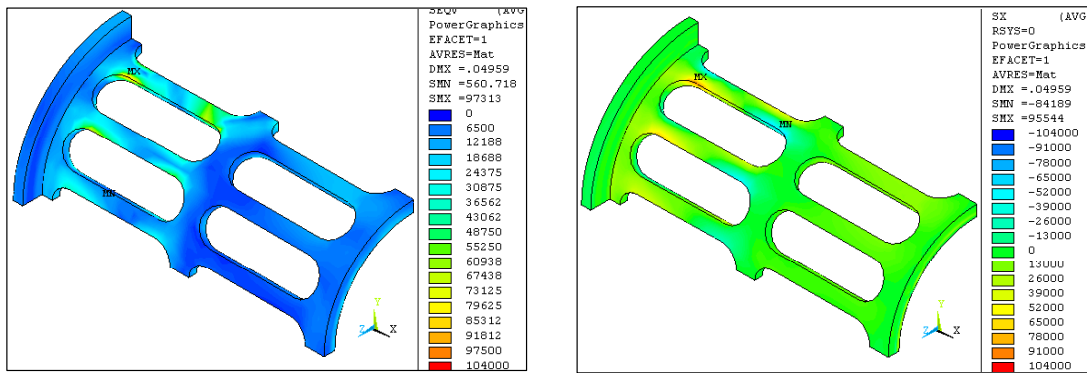 SEQV (AVG
PowerGraphics
EFACET=1
AVRES=Mat
DMX =.04959
SMN =560.718
SMX =97313
0
6500
12188
18688
24375
30875
36562
43062
48750
55250
60938
67438
73125
79625
85312
91812
97500
104000
MX
MN
Y
Z X
SX (AVG
RSYS=0
PowerGraphics
EFACET=1
AVRES=Mat
DMX =.04959
SMN =-84189
SMX =95544
-104000
-91000
-78000
-65000
-52000
-39000
-26000
-13000
0
13000
26000
39000
52000
65000
78000
91000
104000
MX
MN
Y
Z X